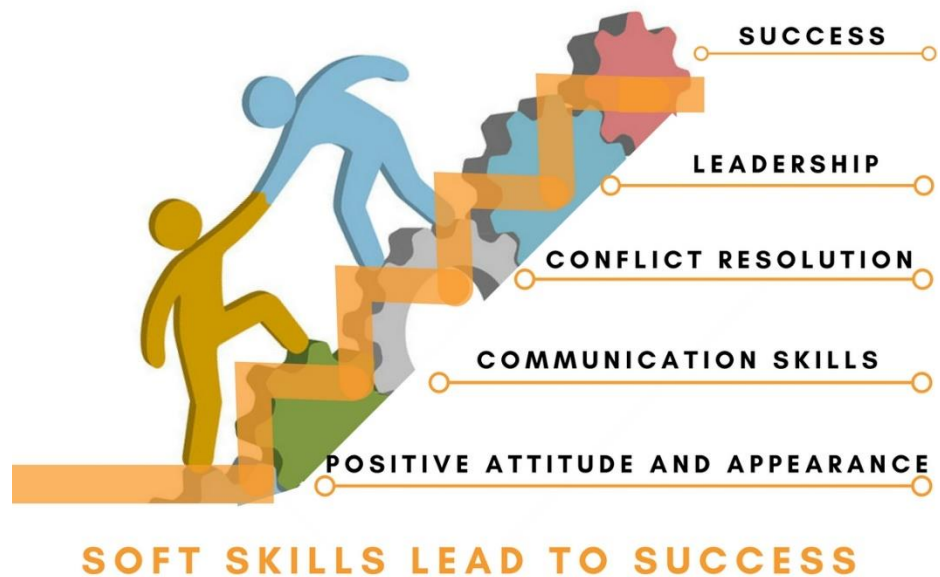 SUCCESS
LEADERSHIP
CONFLICT RESOLUTION
COMMUNICATION SKILLS
POSITIVE ATTITUDE AND APPEARANCE
SOFT SKILLS LEAD TO SUCCESS